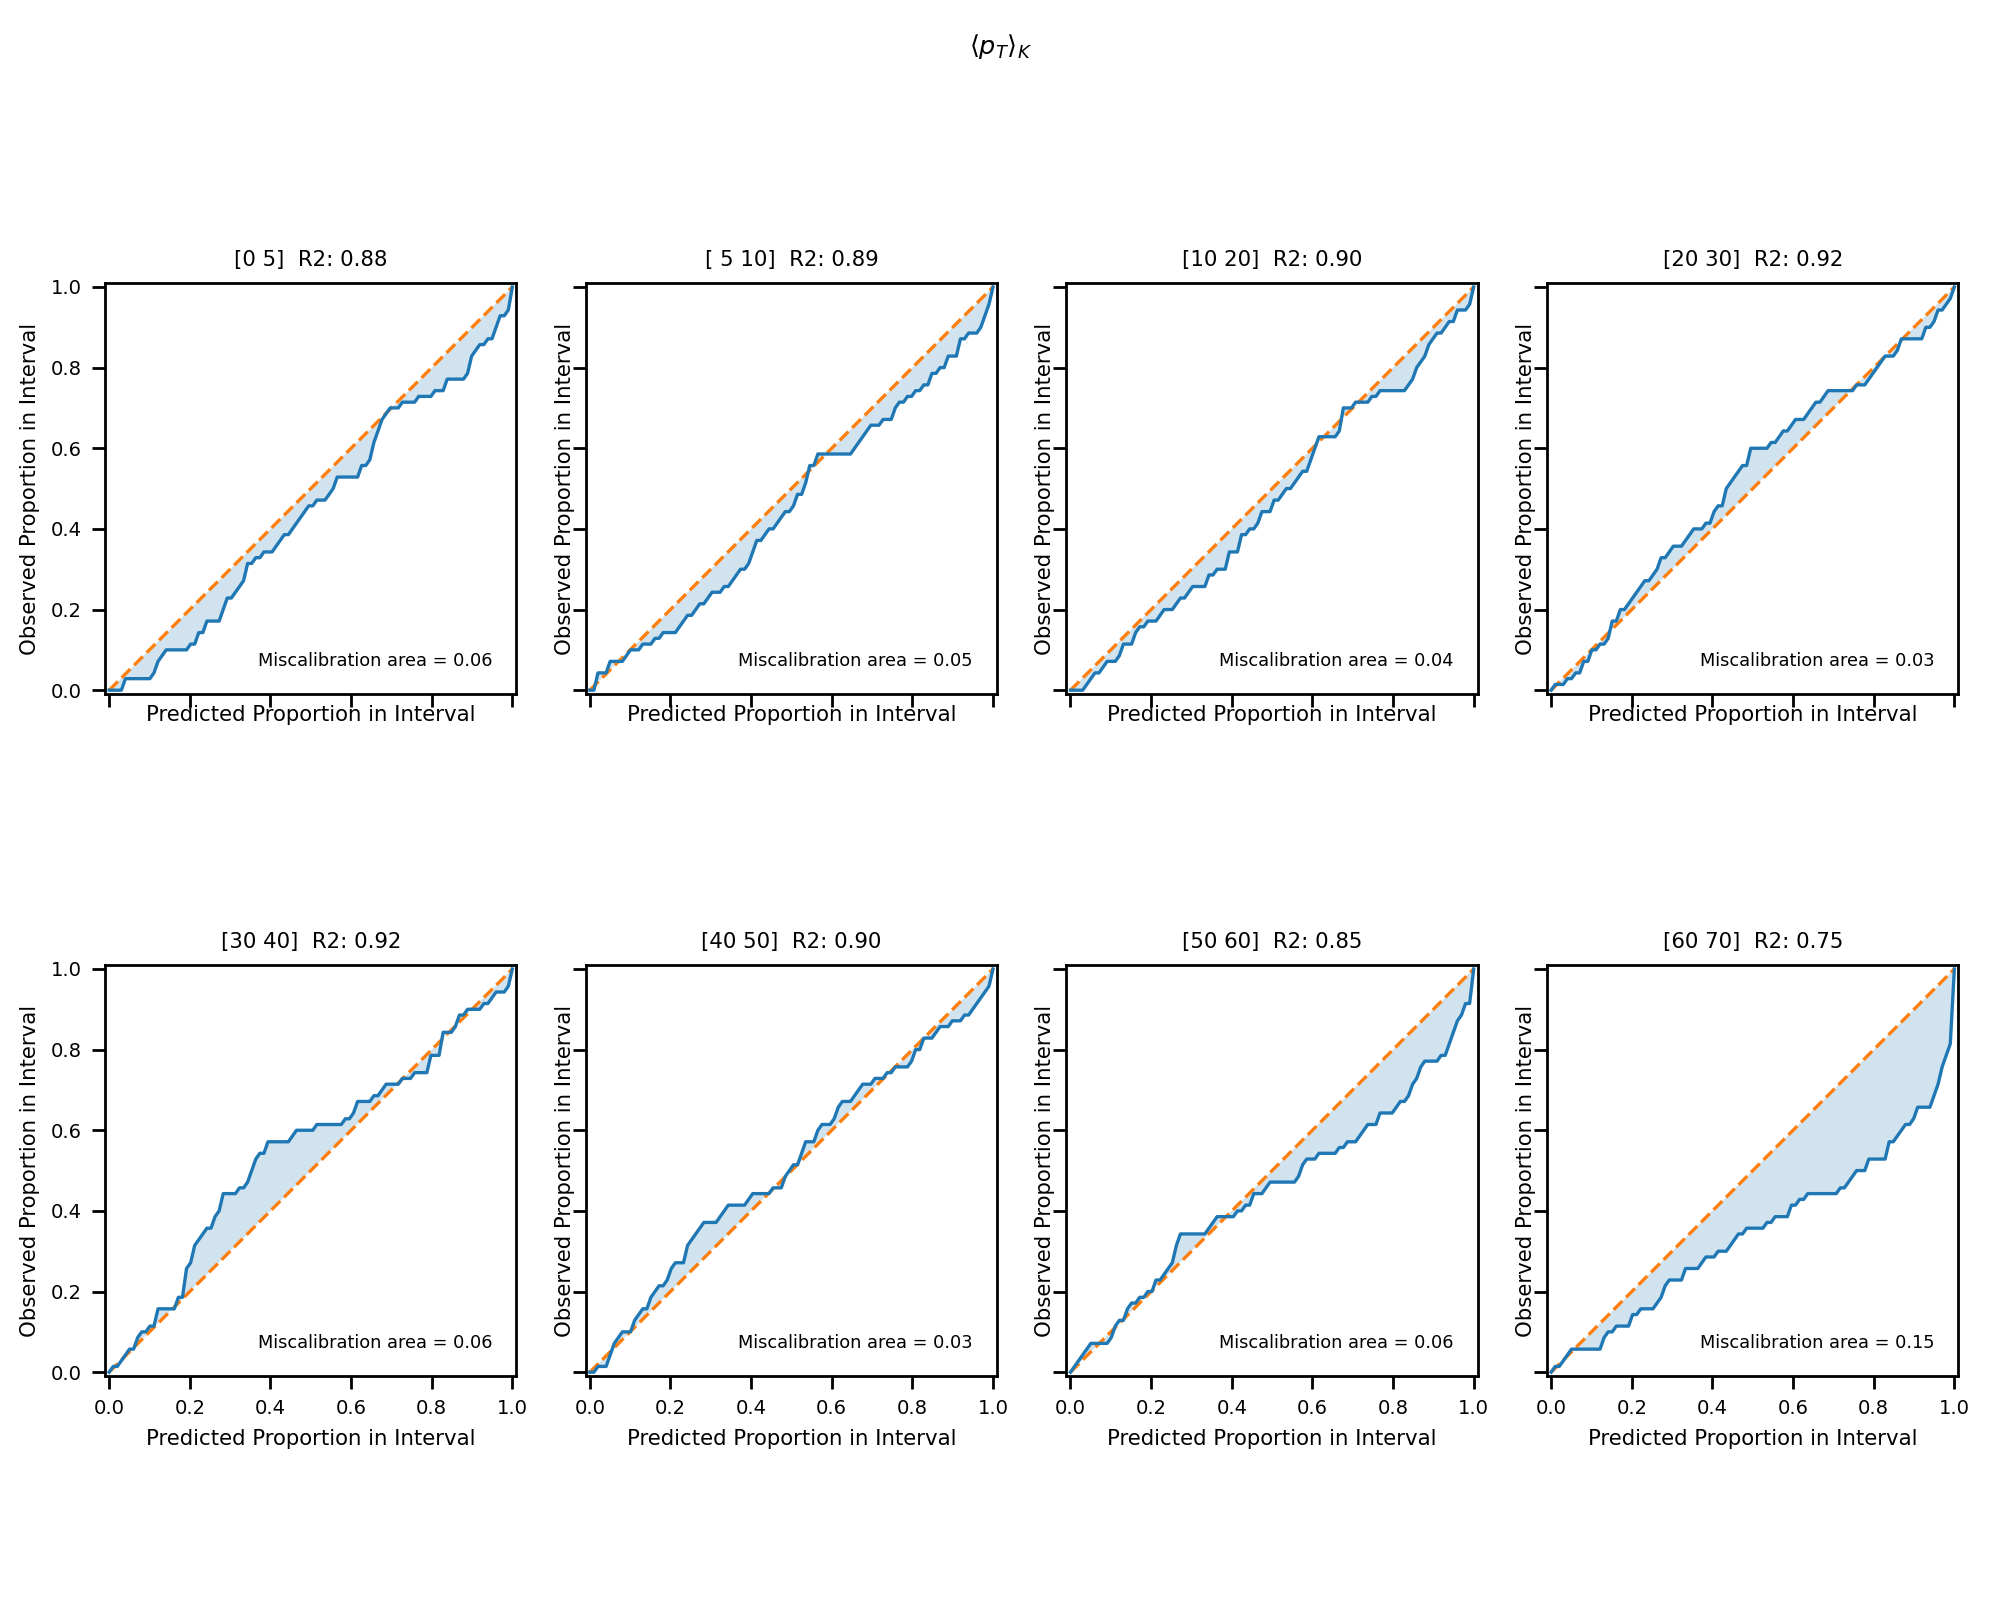 ⟨p_T⟩_K
[0 5]  R2: 0.88
[ 5 10]  R2: 0.89
[10 20]  R2: 0.90
[20 30]  R2: 0.92
Observed Proportion in Interval
1.0
0.8
0.6
0.4
0.2
0.0
Miscalibration area = 0.06
Predicted Proportion in Interval
Observed Proportion in Interval
Miscalibration area = 0.05
Predicted Proportion in Interval
Observed Proportion in Interval
Miscalibration area = 0.04
Predicted Proportion in Interval
Observed Proportion in Interval
Miscalibration area = 0.03
Predicted Proportion in Interval
[30 40]  R2: 0.92
[40 50]  R2: 0.90
[50 60]  R2: 0.85
[60 70]  R2: 0.75
Observed Proportion in Interval
1.0
0.8
0.6
0.4
0.2
0.0
Miscalibration area = 0.06
0.0 0.2 0.4 0.6 0.8 1.0
Predicted Proportion in Interval
Observed Proportion in Interval
Miscalibration area = 0.03
0.0 0.2 0.4 0.6 0.8 1.0
Predicted Proportion in Interval
Observed Proportion in Interval
Miscalibration area = 0.06
0.0 0.2 0.4 0.6 0.8 1.0
Predicted Proportion in Interval
Observed Proportion in Interval
Miscalibration area = 0.15
0.0 0.2 0.4 0.6 0.8 1.0
Predicted Proportion in Interval